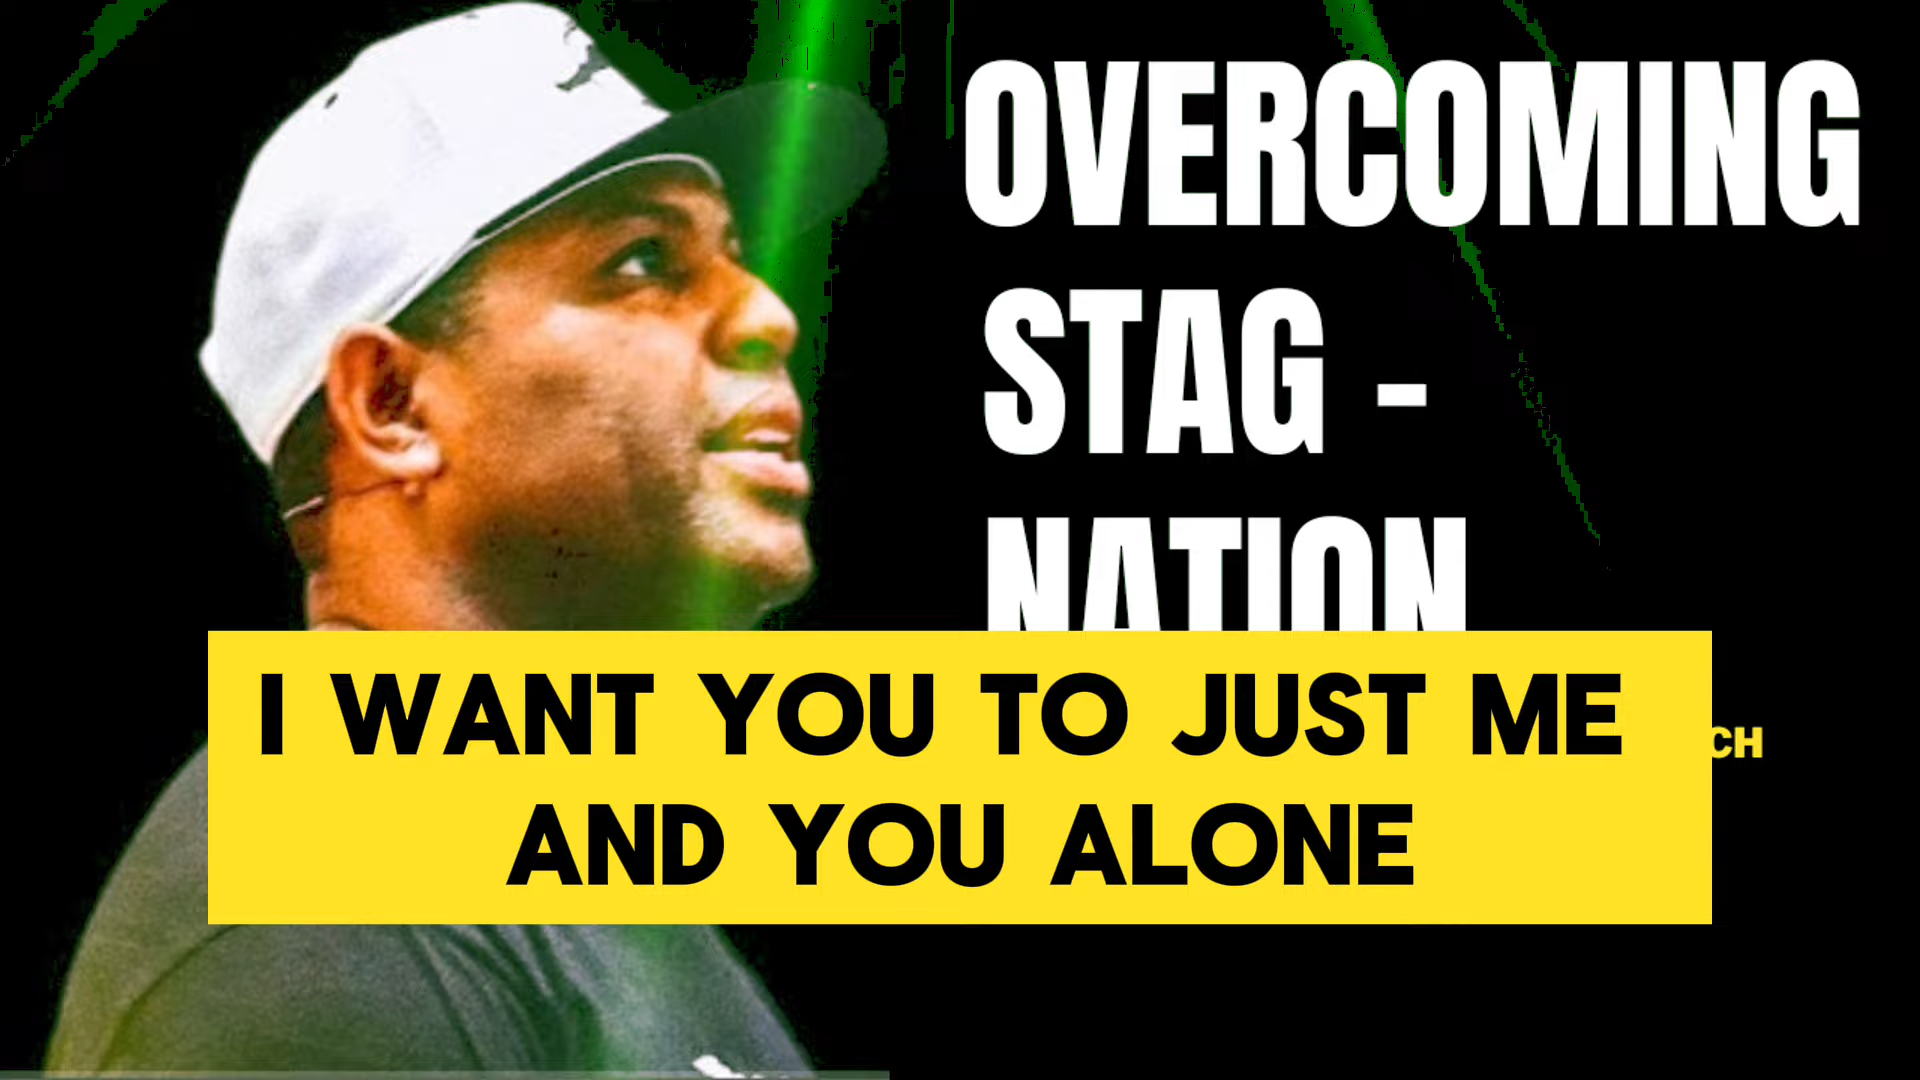 OVERCOMING
STAG -
NATION
I WANT YOU TO JUST ME
AND YOU ALONE